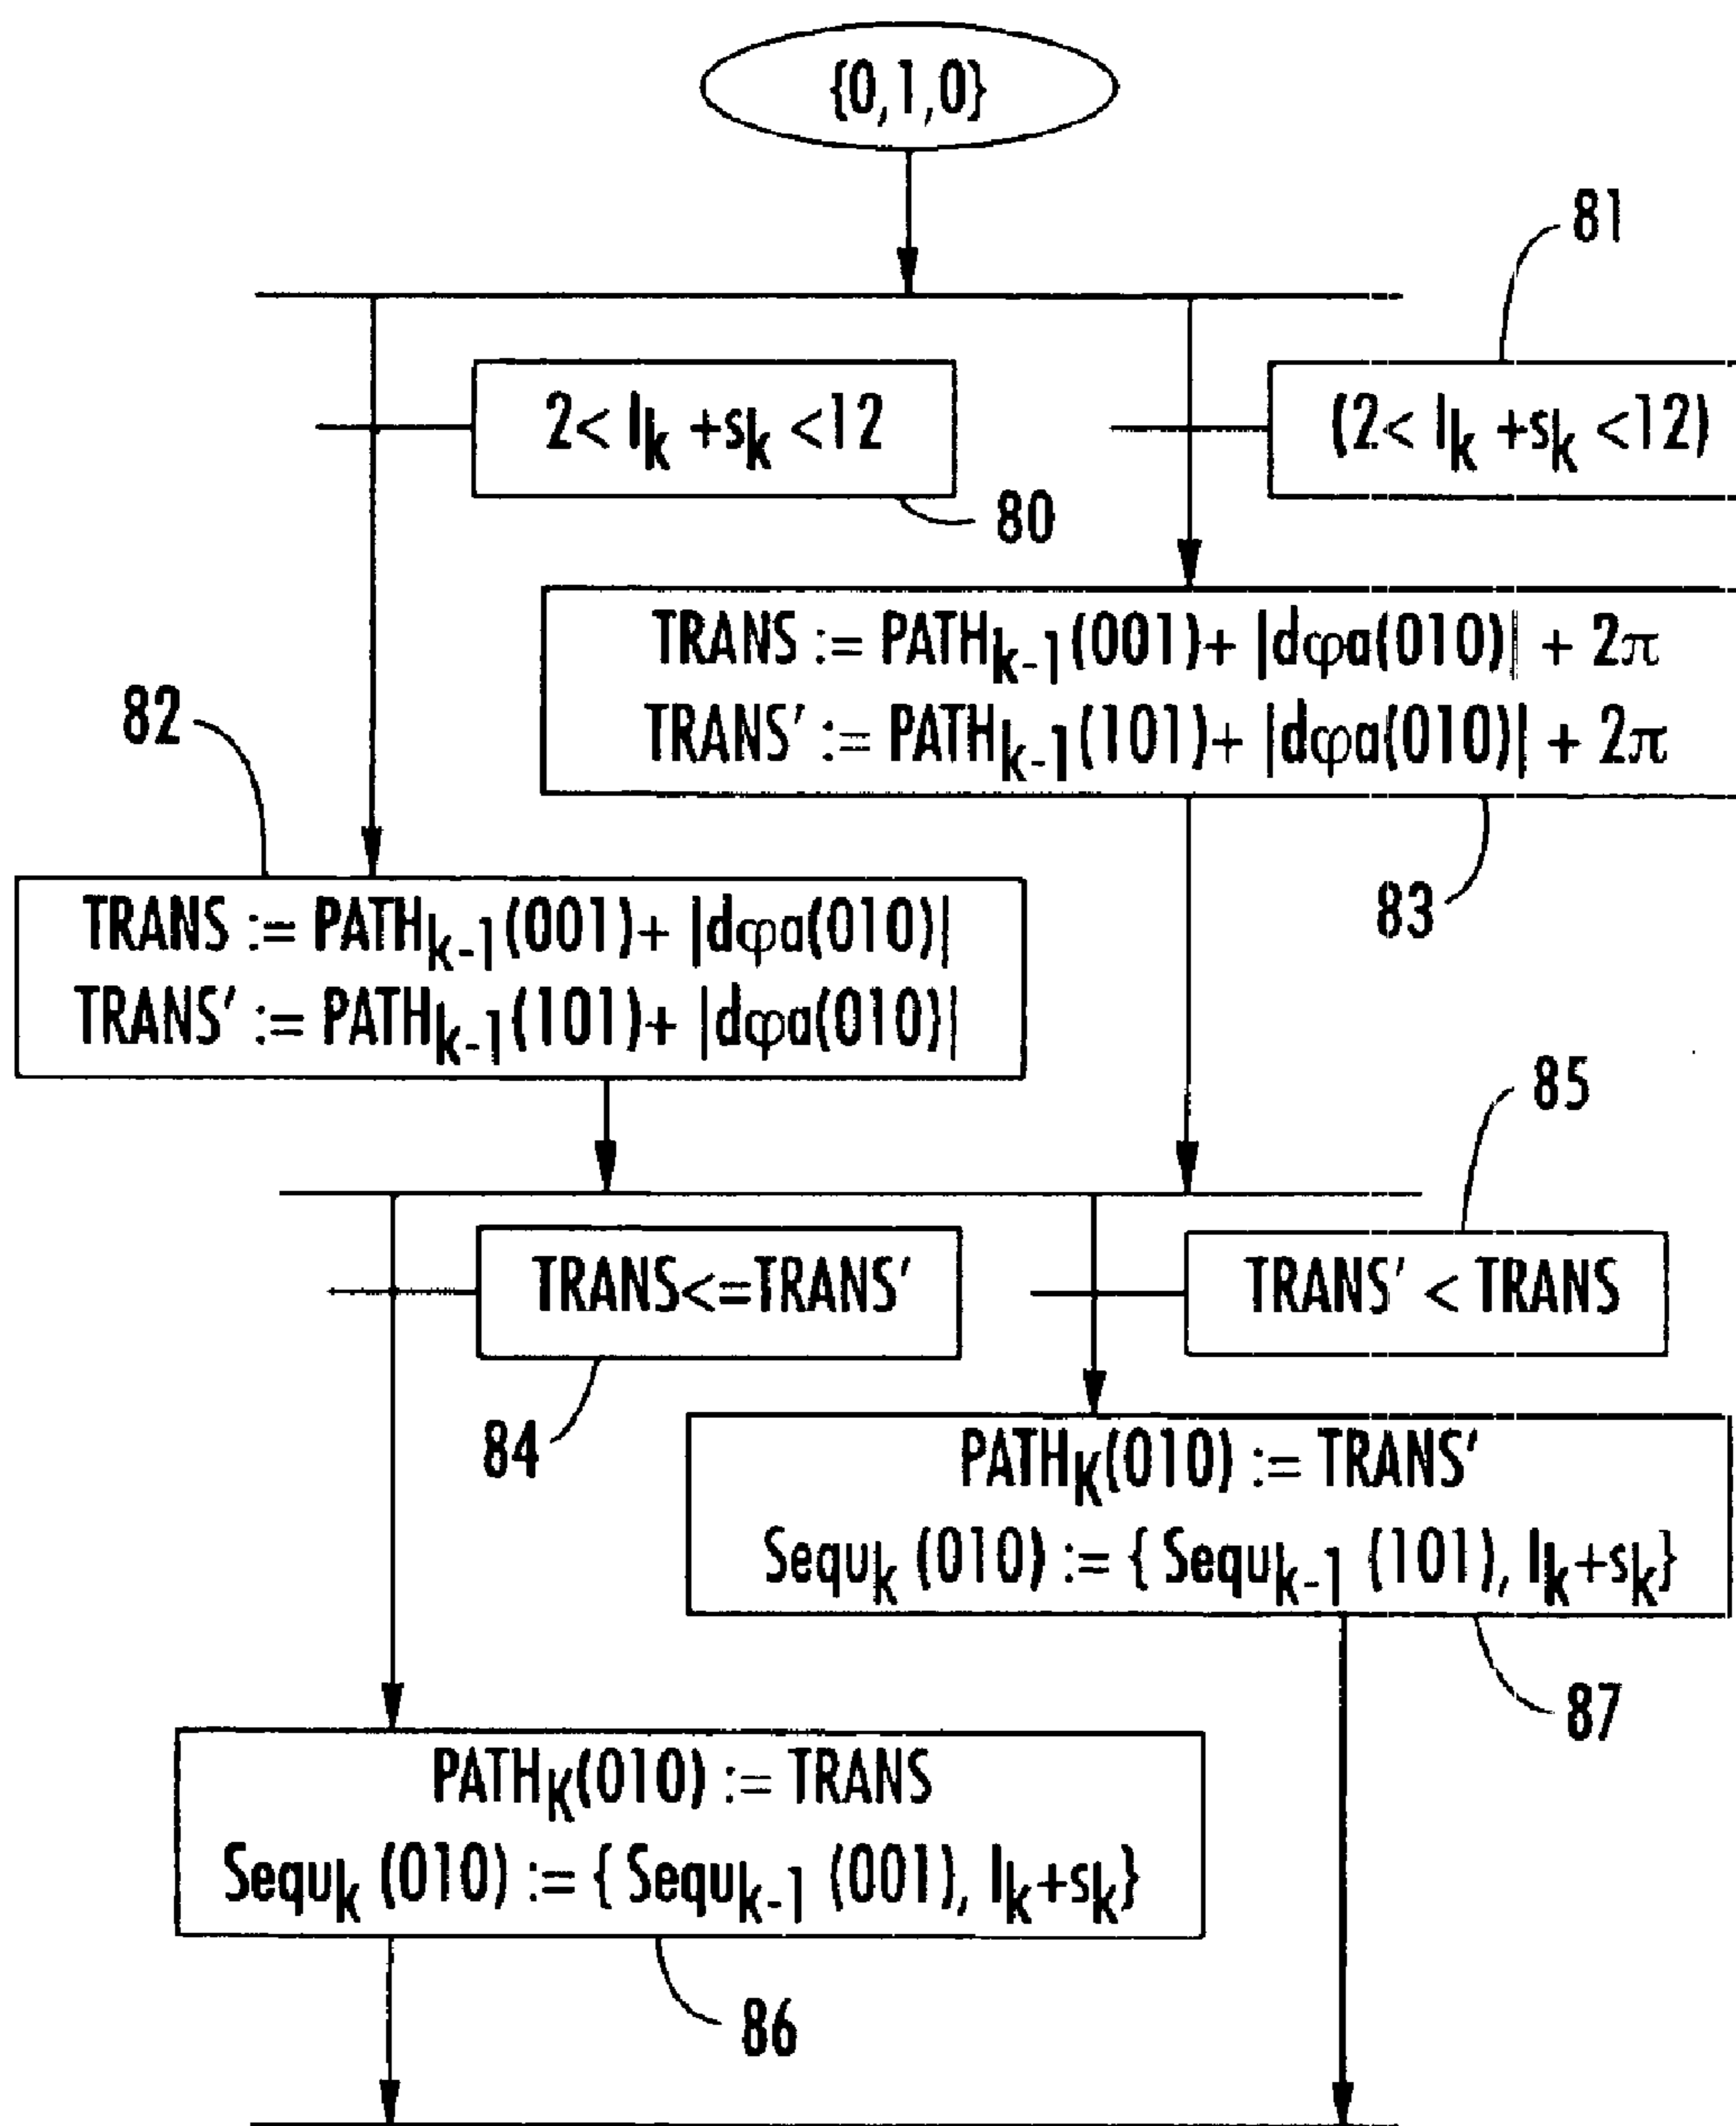 {0,1,0}
81
2< lk +sk <12
(2< lk +sk <12)
80
TRANS := PATHk-1(001)+ |dφa(010)| + 2π
TRANS' := PATHk-1(101)+ |dφa(010)| + 2π
82
83
TRANS := PATHk-1(001)+ |dφa(010)|
TRANS' := PATHk-1(101)+ |dφa(010)|
85
TRANS<=TRANS'
TRANS' < TRANS
84
PATHK(010) := TRANS'
Sequk (010) := { Sequk-1 (101), lk+sk}
87
PATHK(010) := TRANS
Sequk (010) := { Sequk-1 (001), lk+sk}
86